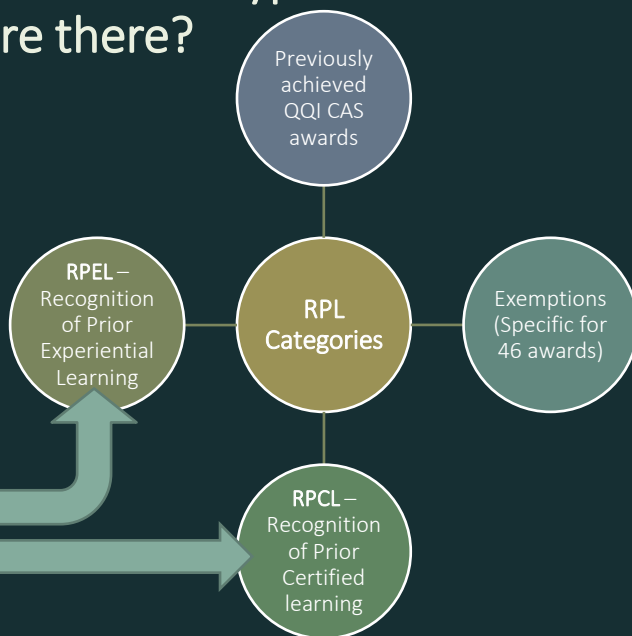 re there?
Previously
achieved
QQI CAS
awards
RPEL –
Recognition
of Prior
Experiential
Learning
RPL
Categories
Exemptions
(Specific for
46 awards)
RPCL –
Recognition
of Prior
Certified
learning